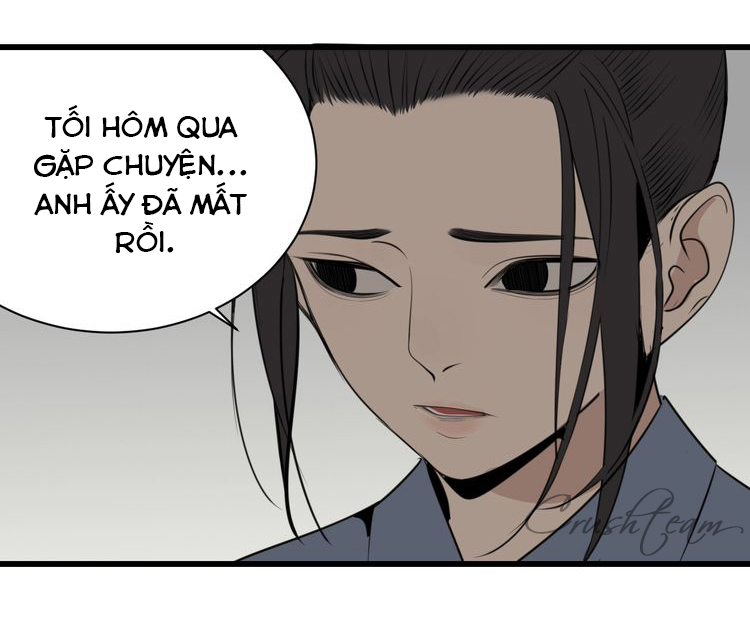 TỐI HÔM QUA
GẶP CHUYỆN...
ANH ẤY ĐÃ MẤT
RỒI.
Crushteam